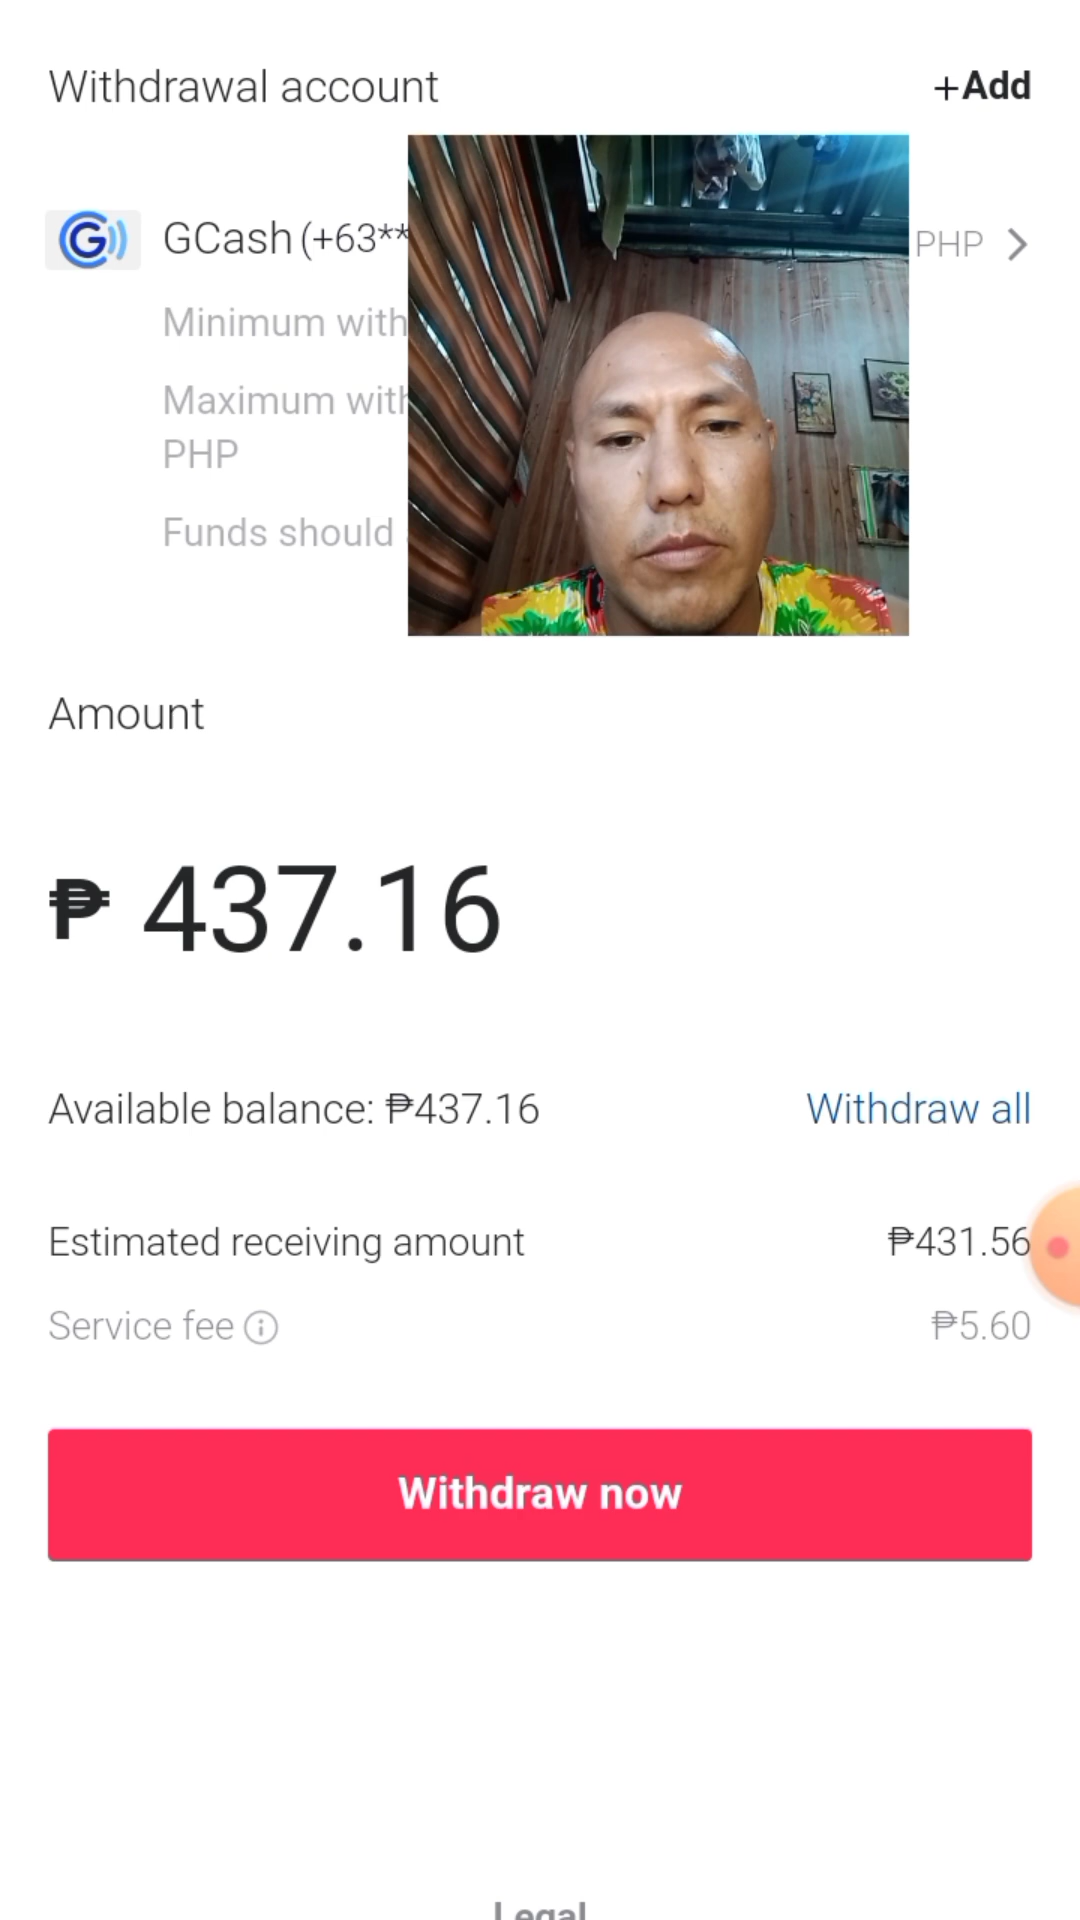 Withdrawal account
+Add
GCash (+63**
PHP
Minimum with
Maximum with
PHP
Funds should
Amount
₱ 437.16
Available balance: ₱437.16
Withdraw all
Estimated receiving amount
₱431.56
Service fee
₱5.60
Withdraw now
Legal